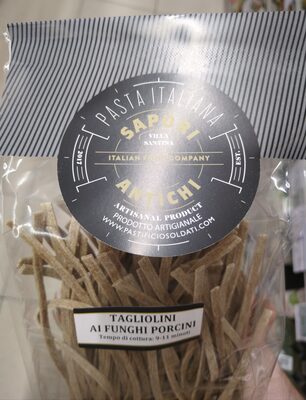 PASTA ITALIANA
SAPORI
VILLA
SANTINA
2017
ITALIAN FOOD COMPANY
EST.
ANTICHI
ARTISANAL PRODUCT
PRODOTTO ARTIGIANALE
WWW.PASTIFICIOSOLDATI.COM
TAGLIOLINI
AI FUNGHI PORCINI
Tempo di cottura: 9-11 minuti